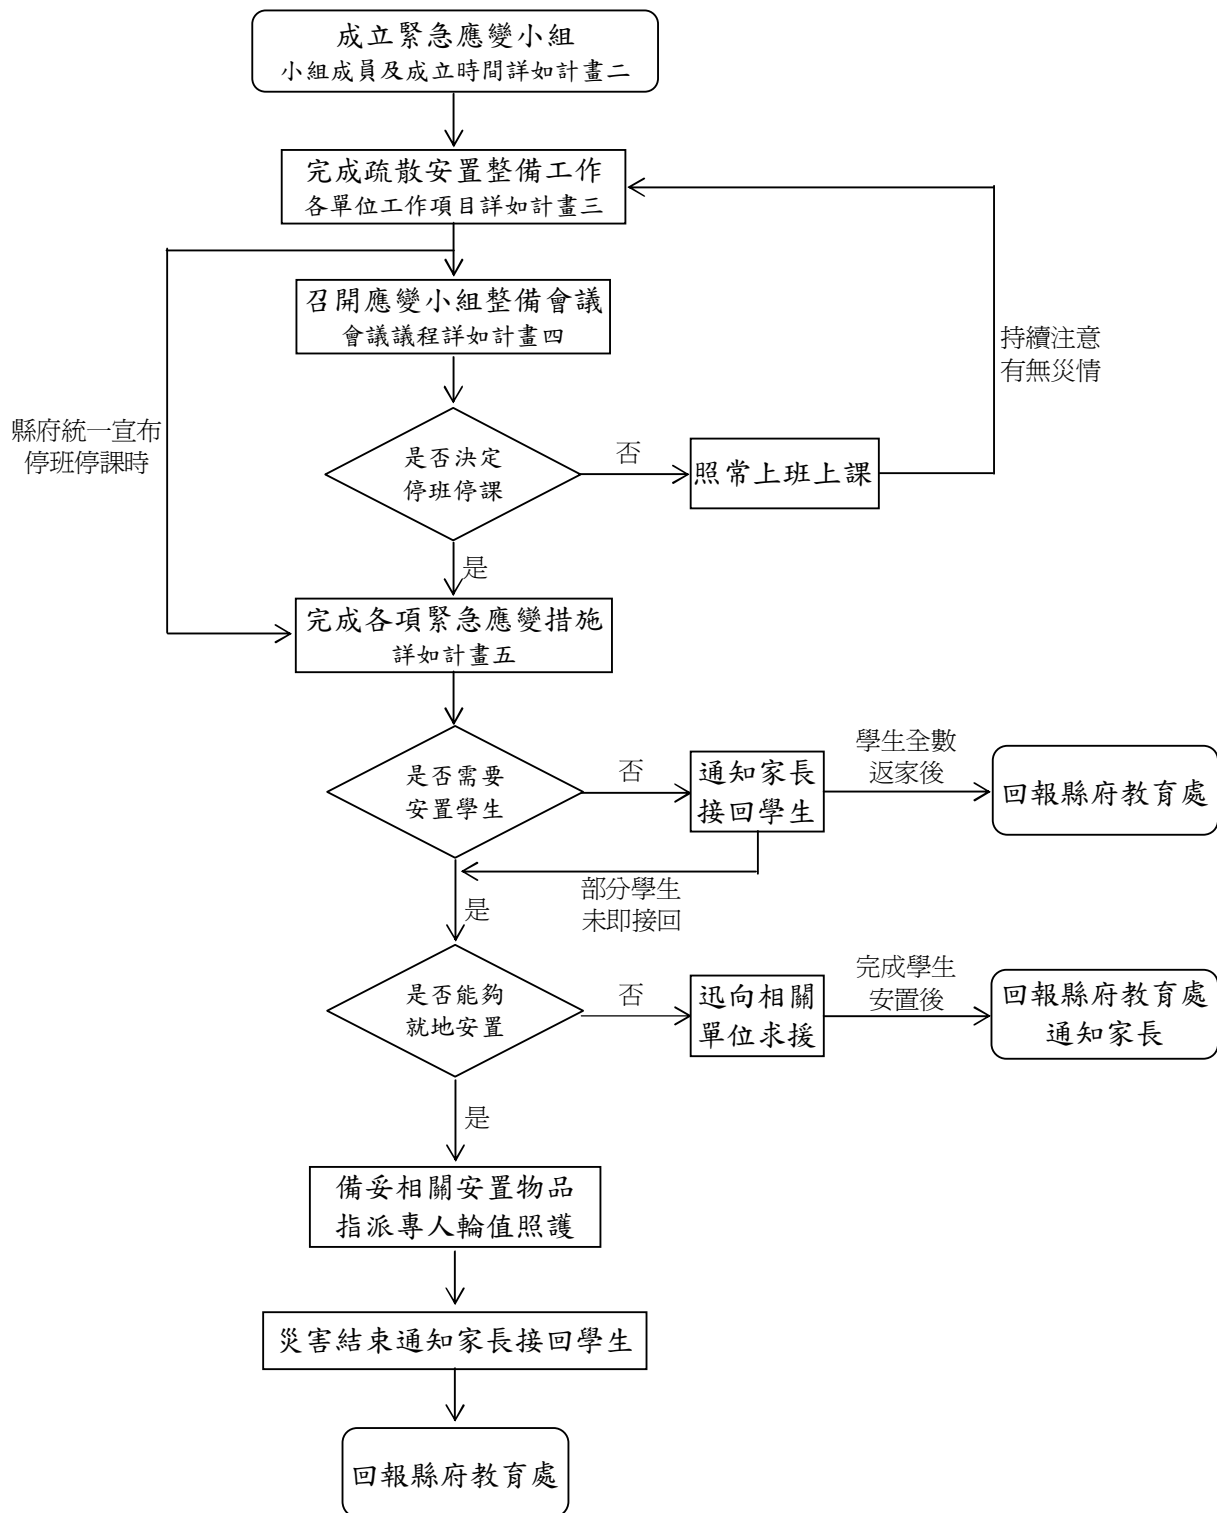 成立緊急應變小組
小組成員及成立時間詳如計畫二
完成疏散安置整備工作
各單位工作項目詳如計畫三
召開應變小組整備會議
會議議程詳如計畫四
持續注意
有無災情
縣府統一宣布
停班停課時
是否決定
停班停課
否
照常上班上課
是
完成各項緊急應變措施
詳如計畫五
是否需要
安置學生
否
通知家長
接回學生
學生全數
返家後
回報縣府教育處
部分學生
未即接回
是
是否能夠
就地安置
否
迅向相關
單位求援
完成學生
安置後
回報縣府教育處
通知家長
是
備妥相關安置物品
指派專人輪值照護
災害結束通知家長接回學生
回報縣府教育處